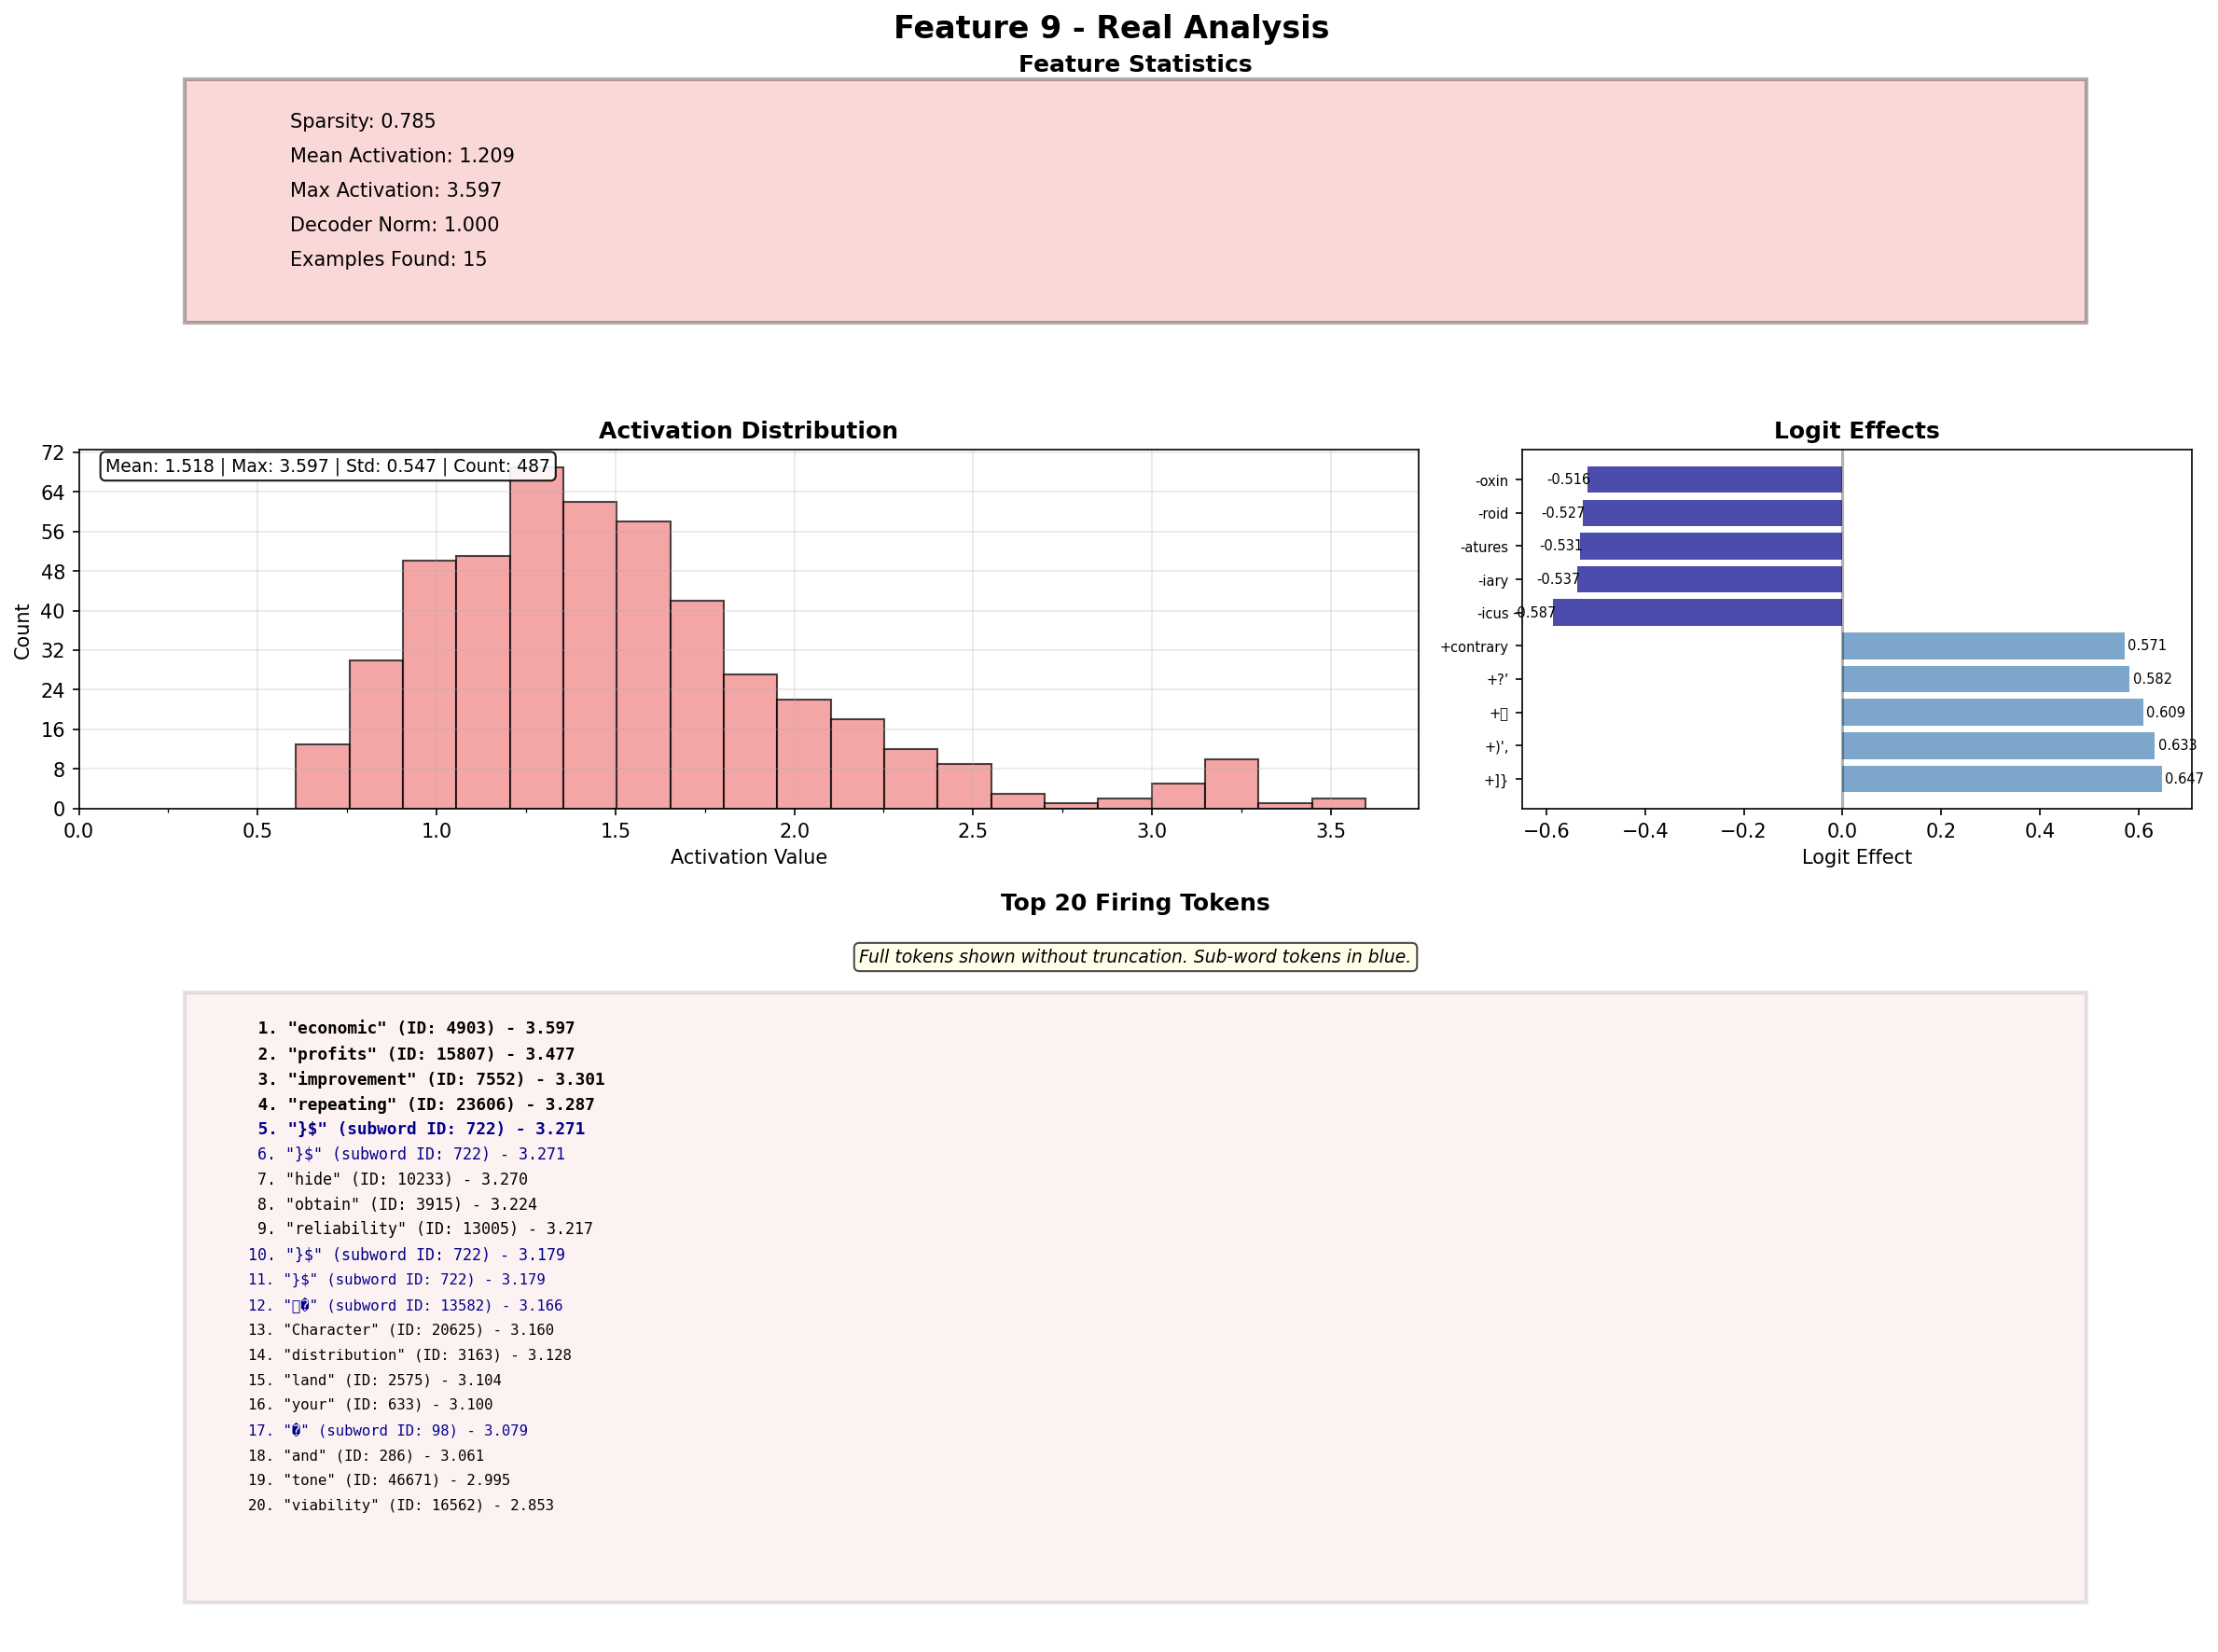 Feature 9 - Real Analysis
Feature Statistics
Sparsity: 0.785
Mean Activation: 1.209
Max Activation: 3.597
Decoder Norm: 1.000
Examples Found: 15
Activation Distribution
Mean: 1.518 | Max: 3.597 | Std: 0.547 | Count: 487
72
64
56
48
40
32
24
16
8
0
Count
0.0 0.5 1.0 1.5 2.0 2.5 3.0 3.5
Activation Value
Logit Effects
-oxin -0.516
-roid -0.527
-atures -0.531
-iary -0.537
-icus -0.587
+contrary 0.571
+?’ 0.582
+▯ 0.609
+)', 0.633
+]} 0.647
−0.6 −0.4 −0.2 0.0 0.2 0.4 0.6
Logit Effect
Top 20 Firing Tokens
Full tokens shown without truncation. Sub-word tokens in blue.
1. "economic" (ID: 4903) - 3.597
2. "profits" (ID: 15807) - 3.477
3. "improvement" (ID: 7552) - 3.301
4. "repeating" (ID: 23606) - 3.287
5. "}$" (subword ID: 722) - 3.271
6. "}$" (subword ID: 722) - 3.271
7. "hide" (ID: 10233) - 3.270
8. "obtain" (ID: 3915) - 3.224
9. "reliability" (ID: 13005) - 3.217
10. "}$" (subword ID: 722) - 3.179
11. "}$" (subword ID: 722) - 3.179
12. "▯�" (subword ID: 13582) - 3.166
13. "Character" (ID: 20625) - 3.160
14. "distribution" (ID: 3163) - 3.128
15. "land" (ID: 2575) - 3.104
16. "your" (ID: 633) - 3.100
17. "�" (subword ID: 98) - 3.079
18. "and" (ID: 286) - 3.061
19. "tone" (ID: 46671) - 2.995
20. "viability" (ID: 16562) - 2.853